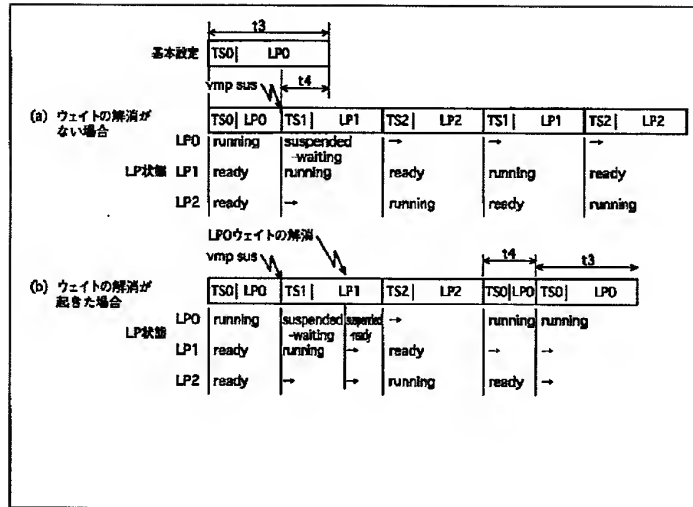 t3
基本設定 TS0 LP0
vmp sus t4
(a) ウェイトの解消がない場合
TS0 LP0 TS1 LP1 TS2 LP2 TS1 LP1 TS2 LP2
LP0 running suspended -waiting → → →
LP状態 LP1 ready running ready running ready
LP2 ready → running ready running
LP0ウェイトの解消
vmp sus t4 t3
(b) ウェイトの解消が起きた場合
TS0 LP0 TS1 LP1 TS2 LP2 TS0 LP0 TS0 LP0
LP0 running suspended -waiting suspended -ready → running running
LP状態
LP1 ready running → ready → →
LP2 ready → → running ready →